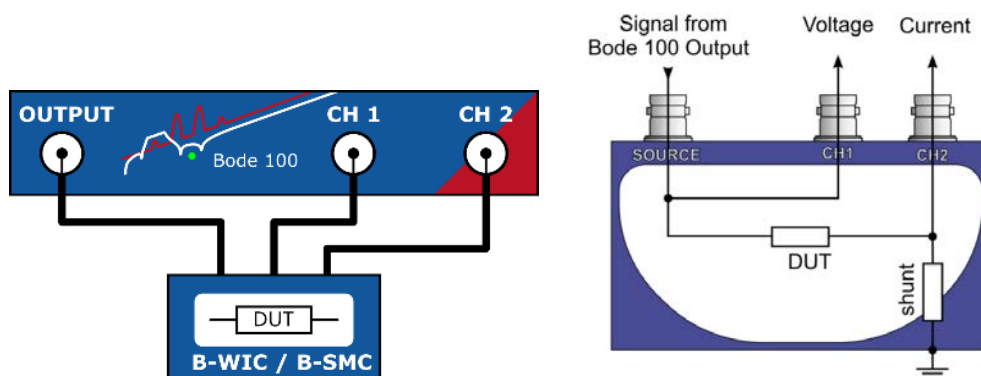 OUTPUT
CH 1
CH 2
Bode 100
DUT
B-WIC / B-SMC
Signal from
Bode 100 Output
Voltage
Current
SOURCE
CH1
CH2
DUT
shunt